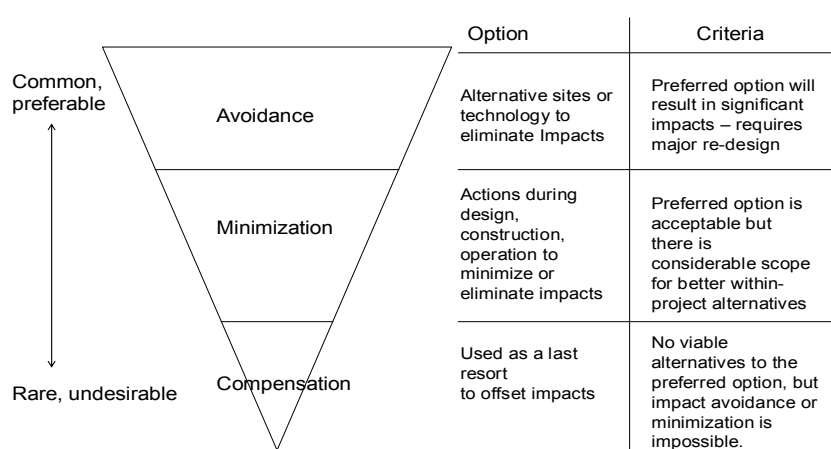 Option
Criteria
Common,
preferable
Avoidance
Alternative sites or
technology to
eliminate Impacts
Preferred option will
result in significant
impacts – requires
major re-design
Minimization
Actions during
design,
construction,
operation to
minimize or
eliminate impacts
Preferred option is
acceptable but
there is
considerable scope
for better within-
project alternatives
Rare, undesirable
Compensation
Used as a last
resort
to offset impacts
No viable
alternatives to the
preferred option, but
impact avoidance or
minimization is
impossible.